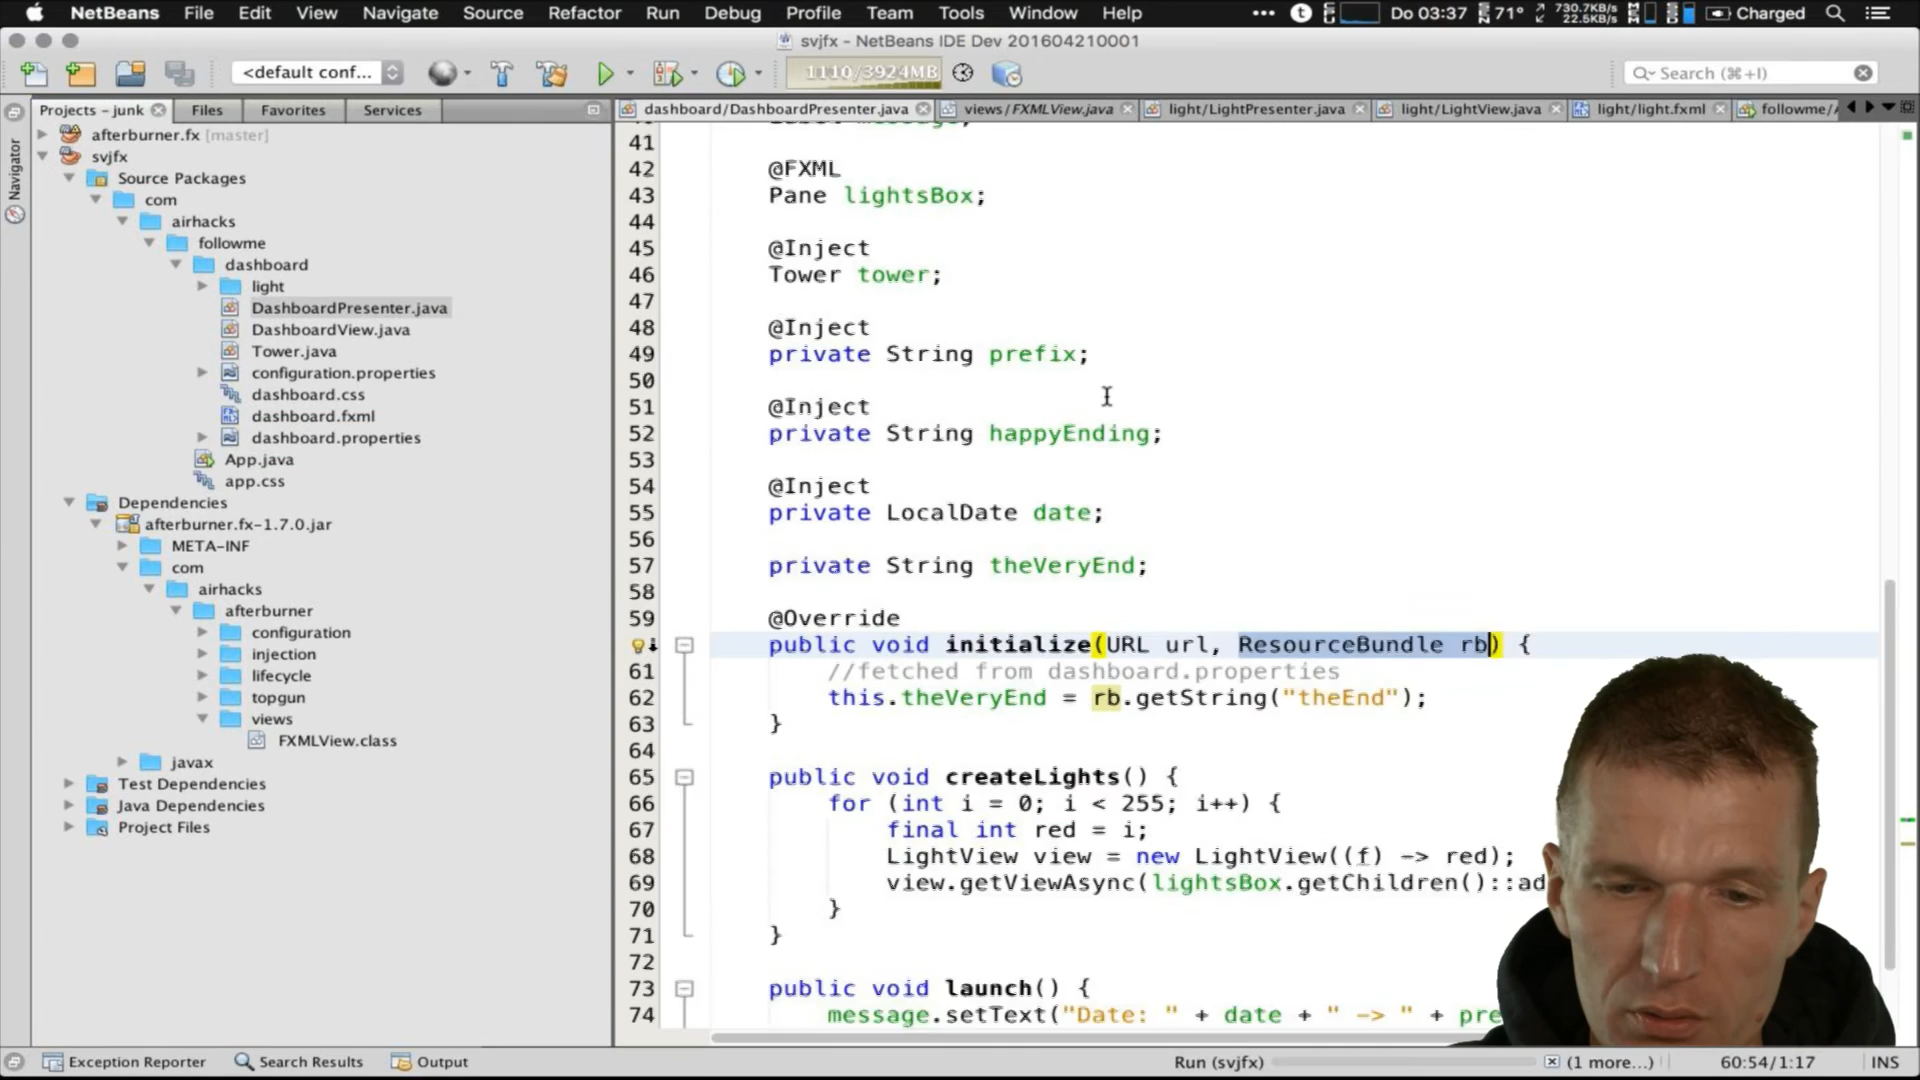 NetBeans File Edit View Navigate Source Refactor Run Debug Profile Team Tools Window Help ••• Do 03:37 71° 730.7KB/s 22.5KB/s Charged
svjfx - NetBeans IDE Dev 201604210001
<default conf... 1110/3924MB Search (⌘+I)
Projects – junk Files Favorites Services
dashboard/DashboardPresenter.java views/FXMLView.java light/LightPresenter.java light/LightView.java light/light.fxml followme/
Navigator
afterburner.fx [master]
svjfx
Source Packages
com
airhacks
followme
dashboard
light
DashboardPresenter.java
DashboardView.java
Tower.java
configuration.properties
dashboard.css
dashboard.fxml
dashboard.properties
App.java
app.css
Dependencies
afterburner.fx-1.7.0.jar
META-INF
com
airhacks
afterburner
configuration
injection
lifecycle
topgun
views
FXMLView.class
javax
Test Dependencies
Java Dependencies
Project Files
41
42 @FXML
43 Pane lightsBox;
44
45 @Inject
46 Tower tower;
47
48 @Inject
49 private String prefix;
50
51 @Inject
52 private String happyEnding;
53
54 @Inject
55 private LocalDate date;
56
57 private String theVeryEnd;
58
59 @Override
public void initialize(URL url, ResourceBundle rb) {
61 //fetched from dashboard.properties
62 this.theVeryEnd = rb.getString("theEnd");
63 }
64
65 public void createLights() {
66 for (int i = 0; i < 255; i++) {
67 final int red = i;
68 LightView view = new LightView((f) -> red);
69 view.getViewAsync(lightsBox.getChildren()::ad
70 }
71 }
72
73 public void launch() {
74 message.setText("Date: " + date + " -> " + pre
Exception Reporter Search Results Output Run (svjfx) (1 more...) 60:54/1:17 INS